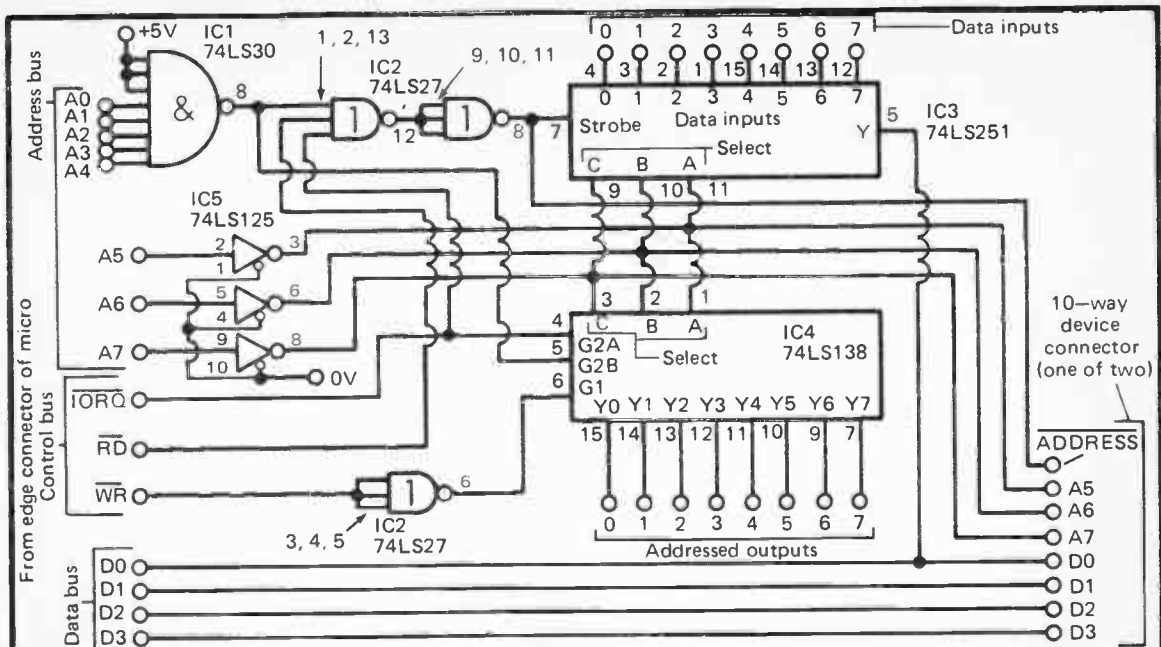 +5V
IC1
74LS30
&
8
1, 2, 13
IC2
74LS27
9, 10, 11
1
12
1
8
Address bus
A0
A1
A2
A3
A4
IC5
74LS125
A5
2
3
1
A6
5
6
4
A7
9
8
10
0V
From edge connector of micro
Control bus
IORQ
RD
WR
1
6
3, 4, 5
IC2
74LS27
Data bus
D0
D1
D2
D3
0 1 2 3 4 5 6 7
Data inputs
4 3 2 1 15 14 13 12
0 1 2 3 4 5 6 7
7
Strobe
Data inputs
Y
5
IC3
74LS251
Select
C B A
9 10 11
3 2 1
C B A
Select
IC4
74LS138
4
G2A
5
G2B
6
G1
Y0 Y1 Y2 Y3 Y4 Y5 Y6 Y7
15 14 13 12 11 10 9 7
0 1 2 3 4 5 6 7
Addressed outputs
10—way
device
connector
(one of two)
ADDRESS
A5
A6
A7
D0
D1
D2
D3